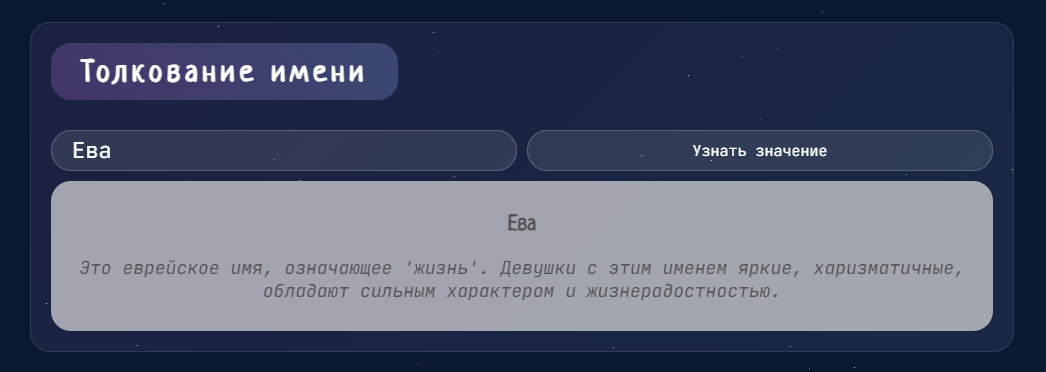 Толкование имени
Ева
Узнать значение
Ева
Это еврейское имя, означающее 'жизнь'. Девушки с этим именем яркие, харизматичные,
обладают сильным характером и жизнерадостностью.